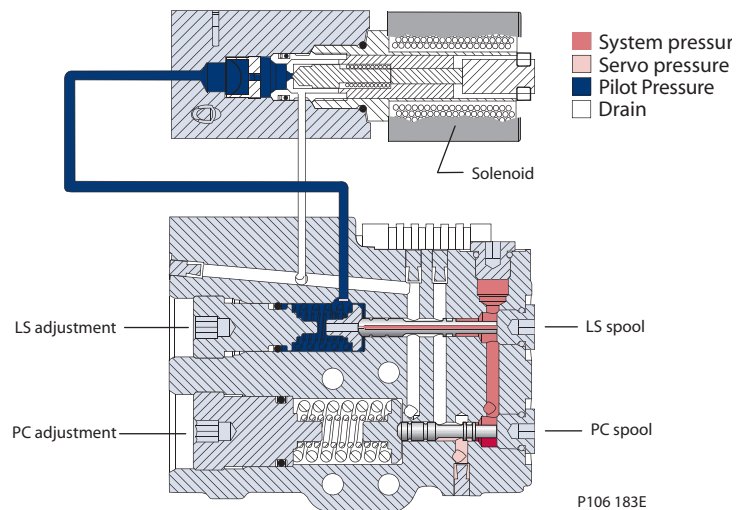 System pressur
Servo pressure
Pilot Pressure
Drain
Solenoid
LS adjustment
LS spool
PC adjustment
PC spool
P106 183E